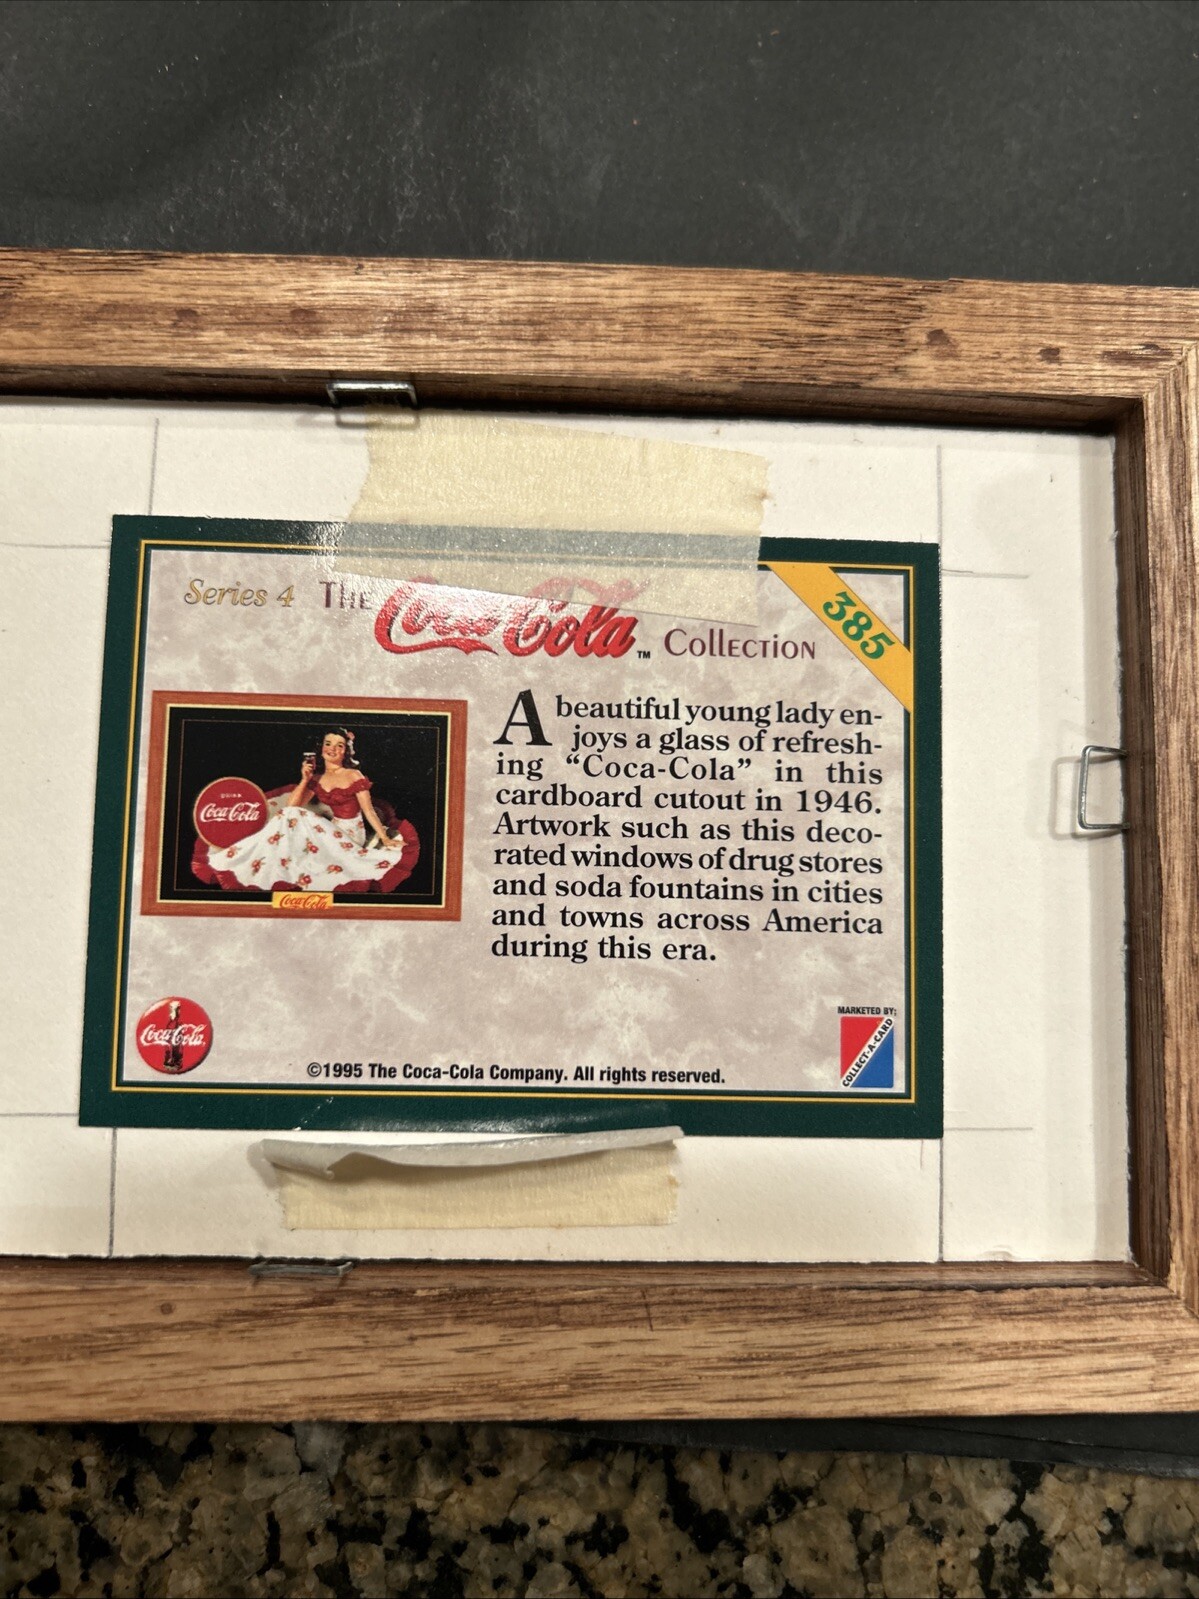 Series 4 The Coca-Cola™ Collection
385
A beautiful young lady en-
joys a glass of refresh-
ing “Coca-Cola” in this
cardboard cutout in 1946.
Artwork such as this deco-
rated windows of drug stores
and soda fountains in cities
and towns across America
during this era.
DRINK
Coca-Cola
Coca-Cola
Coca-Cola
©1995 The Coca-Cola Company. All rights reserved.
MARKETED BY:
COLLECT-A-CARD